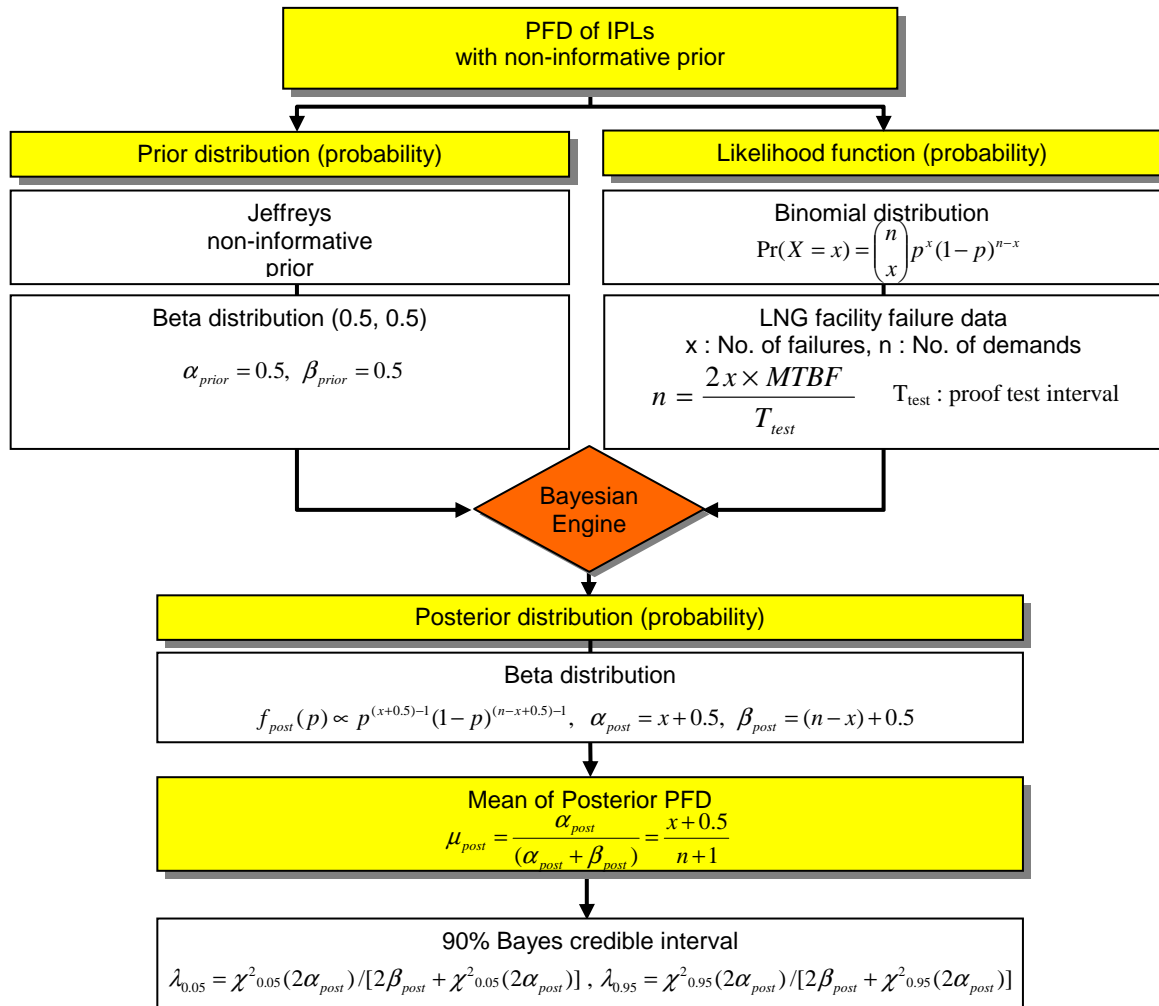 PFD of IPLs
with non-informative prior
Prior distribution (probability)
Jeffreys
non-informative
prior
Beta distribution (0.5, 0.5)
α_prior = 0.5, β_prior = 0.5
Likelihood function (probability)
Binomial distribution
Pr(X = x) = (n x) p^x (1 − p)^{n−x}
LNG facility failure data
x : No. of failures, n : No. of demands
n = 2x × MTBF / T_test    T_test : proof test interval
Bayesian
Engine
Posterior distribution (probability)
Beta distribution
f_post(p) ∝ p^{(x+0.5)−1}(1 − p)^{(n−x+0.5)−1}, α_post = x + 0.5, β_post = (n − x) + 0.5
Mean of Posterior PFD
μ_post = α_post / (α_post + β_post) = x + 0.5 / n + 1
90% Bayes credible interval
λ_0.05 = χ²_0.05(2α_post) / [2β_post + χ²_0.05(2α_post)] , λ_0.95 = χ²_0.95(2α_post) / [2β_post + χ²_0.95(2α_post)]